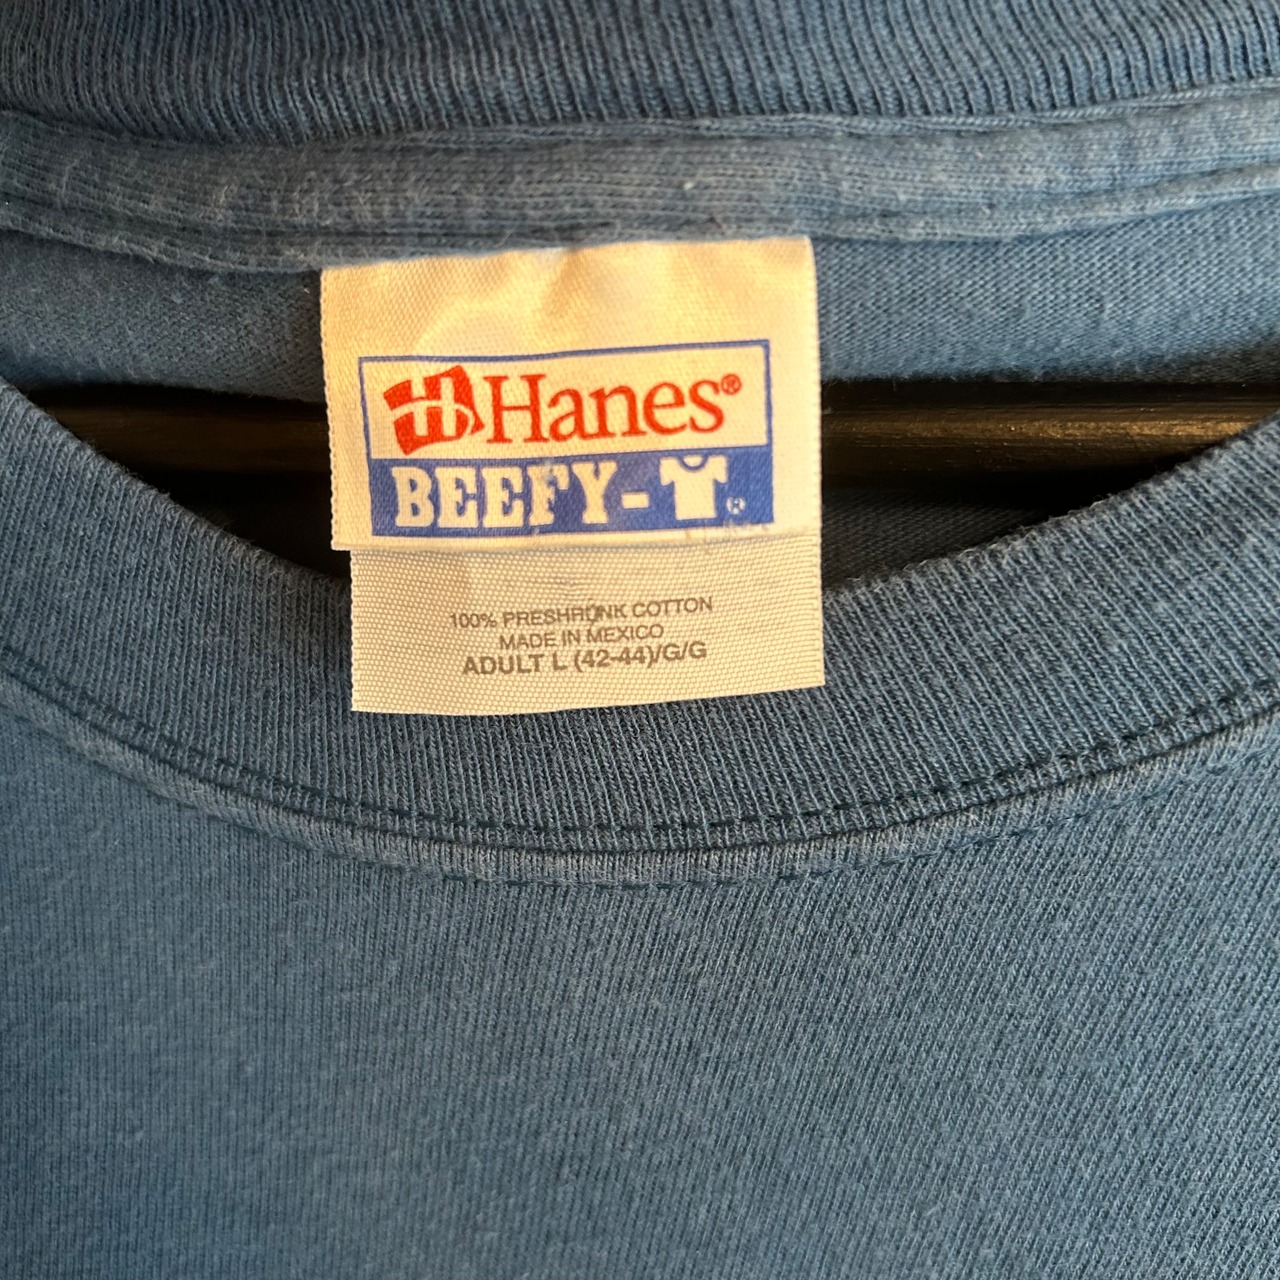 Hanes®
BEEFY-T®
100% PRESHRUNK COTTON
MADE IN MEXICO
ADULT L (42-44)/G/G